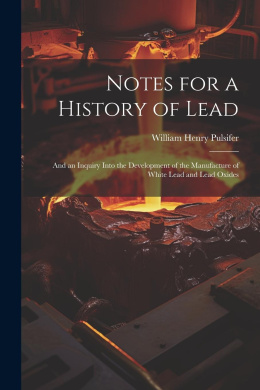 Notes for a
History of Lead
William Henry Pulsifer
And an Inquiry Into the Development of the Manufacture of
White Lead and Lead Oxides